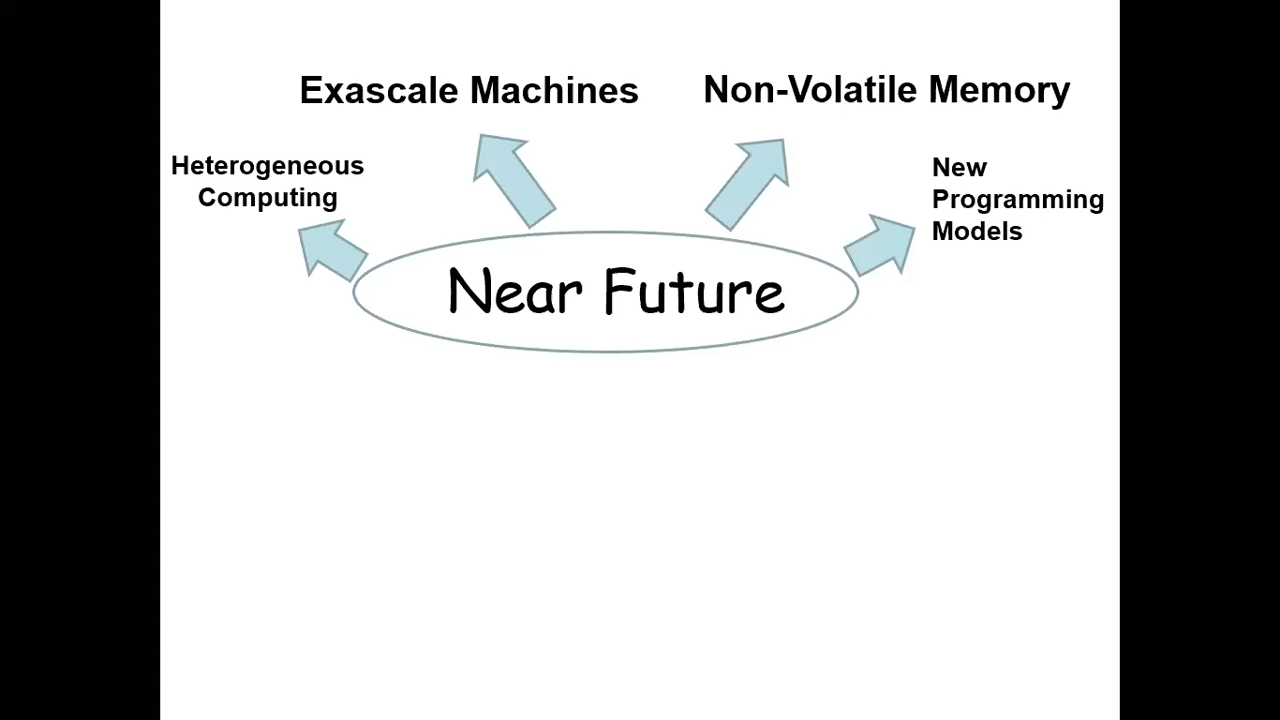 Exascale Machines
Non-Volatile Memory
Heterogeneous
Computing
New
Programming
Models
Near Future